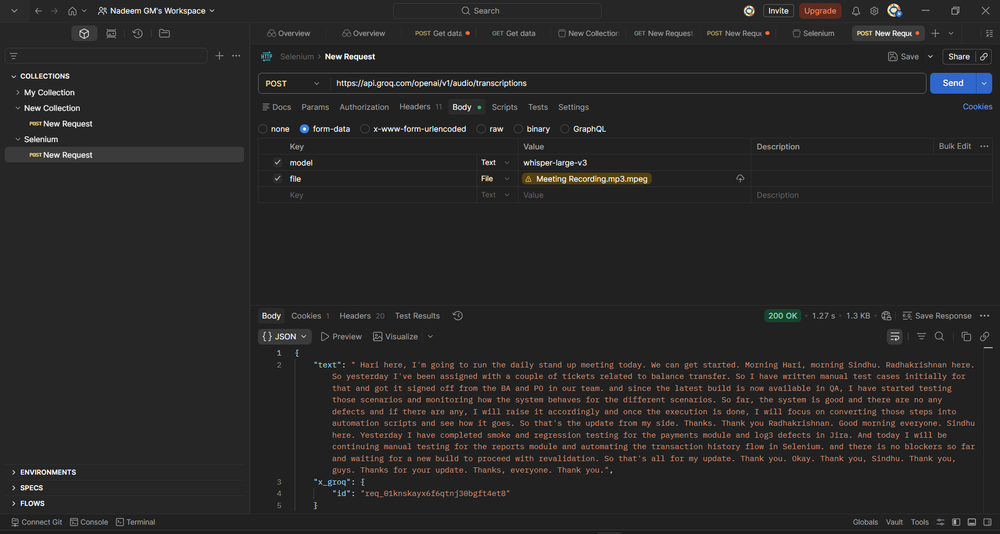 Nadeem GM's Workspace
Search
Invite
Upgrade
N
Overview
Overview
POST Get data
GET Get data
New Collection
GET New Request
POST New Reque
Selenium
POST New Reque
COLLECTIONS
My Collection
New Collection
POST New Request
Selenium
POST New Request
ENVIRONMENTS
SPECS
FLOWS
HTTP Selenium > New Request
Save
Share
POST https://api.groq.com/openai/v1/audio/transcriptions
Send
Docs Params Authorization Headers 11 Body Scripts Tests Settings
Cookies
none form-data x-www-form-urlencoded raw binary GraphQL
Key Value Description Bulk Edit
model Text whisper-large-v3
file File Meeting Recording.mp3.mpeg
Key Text Value Description
Body Cookies 1 Headers 20 Test Results
200 OK 1.27 s 1.3 KB e.g. Save Response
{} JSON Preview Visualize
1 {
2 "text": " Hari here, I'm going to run the daily stand up meeting today. We can get started. Morning Hari, morning Sindhu. Radhakrishnan here.
So yesterday I've been assigned with a couple of tickets related to balance transfer. So I have written manual test cases initially for
that and got it signed off from the BA and PO in our team. and since the latest build is now available in QA, I have started testing
those scenarios and monitoring how the system behaves for the different scenarios. So far, the system is good and there are no any
defects and if there are any, I will raise it accordingly and once the execution is done, I will focus on converting those steps into
automation scripts and see how it goes. So that's the update from my side. Thanks. Thank you Radhakrishnan. Good morning everyone. Sindhu
here. Yesterday I have completed smoke and regression testing for the payments module and log3 defects in Jira. And today I will be
continuing manual testing for the reports module and automating the transaction history flow in Selenium. and there is no blockers so far
and waiting for a new build to proceed with revalidation. So that's all for my update. Thank you. Okay. Thank you, Sindhu. Thank you,
guys. Thanks for your update. Thanks, everyone. Thank you.",
3 "x_groq": {
4 "id": "req_01knskayx6f6qtnj30bgft4et8"
5 }
Connect Git Console Terminal
Globals Vault Tools